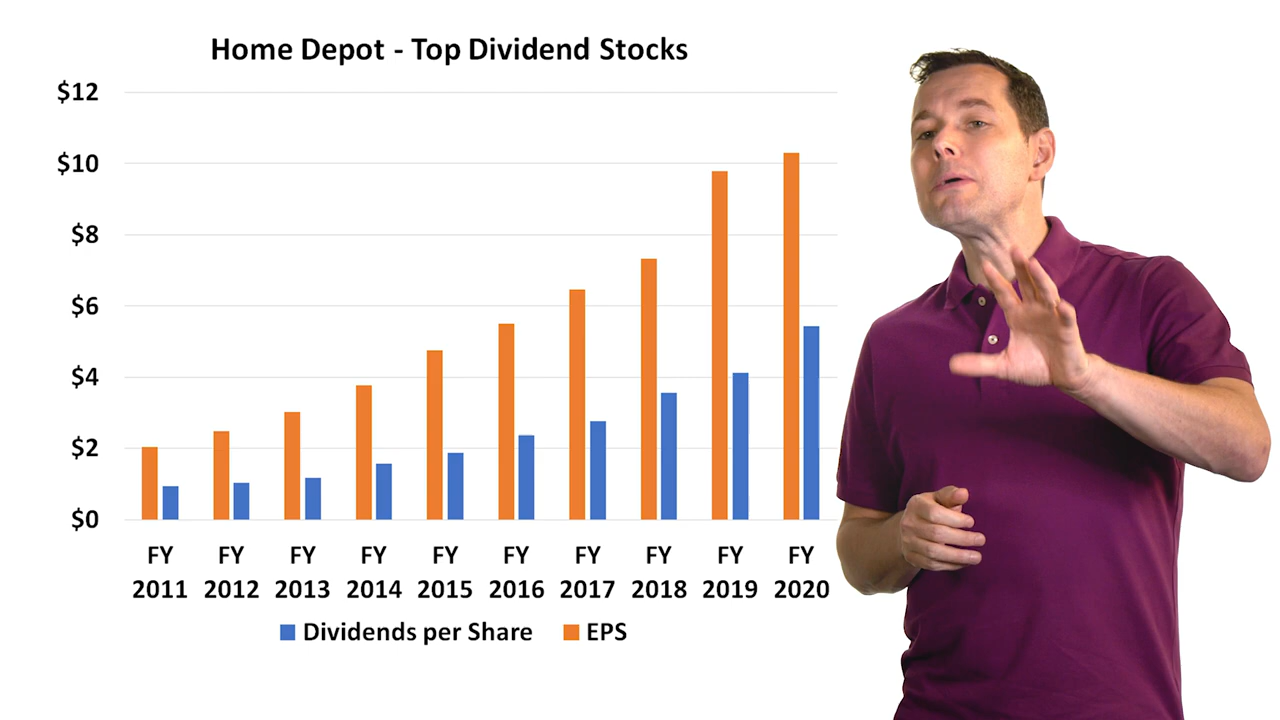 Home Depot - Top Dividend Stocks
$12
$10
$8
$6
$4
$2
$0
FY 2011 FY 2012 FY 2013 FY 2014 FY 2015 FY 2016 FY 2017 FY 2018 FY 2019 FY 2020
Dividends per Share EPS